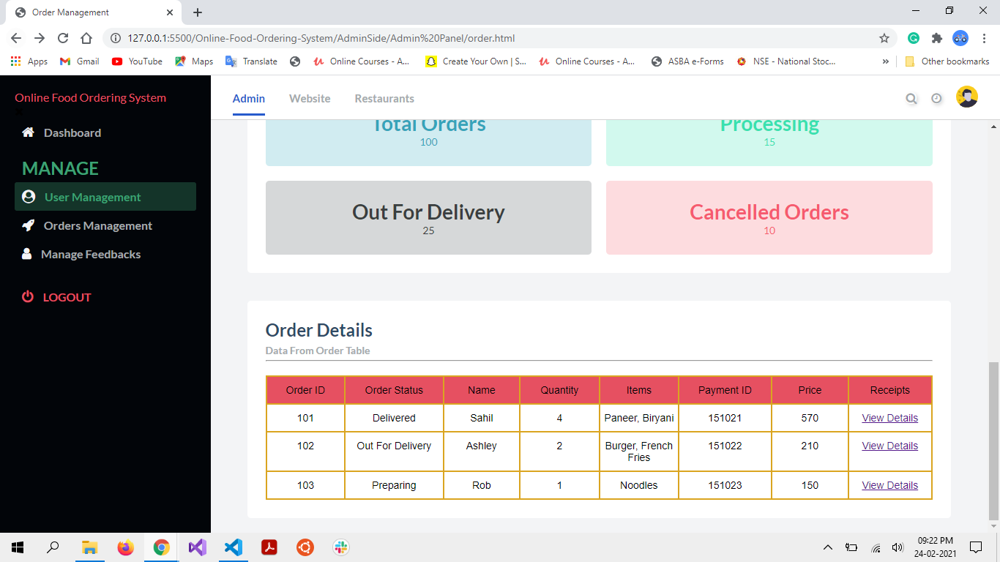 Order Management
127.0.0.1:5500/Online-Food-Ordering-System/AdminSide/Admin%20Panel/order.html
Apps Gmail YouTube Maps Translate Online Courses - A... Create Your Own | S... Online Courses - A... ASBA e-Forms NSE - National Stoc... » Other bookmarks
Online Food Ordering System
Dashboard
MANAGE
User Management
Orders Management
Manage Feedbacks
LOGOUT
Admin Website Restaurants
Total Orders
100
Processing
15
Out For Delivery
25
Cancelled Orders
10
Order Details
Data From Order Table
Order ID Order Status Name Quantity Items Payment ID Price Receipts
101 Delivered Sahil 4 Paneer, Biryani 151021 570 View Details
102 Out For Delivery Ashley 2 Burger, French 151022 210 View Details
Fries
103 Preparing Rob 1 Noodles 151023 150 View Details
09:22 PM
24-02-2021